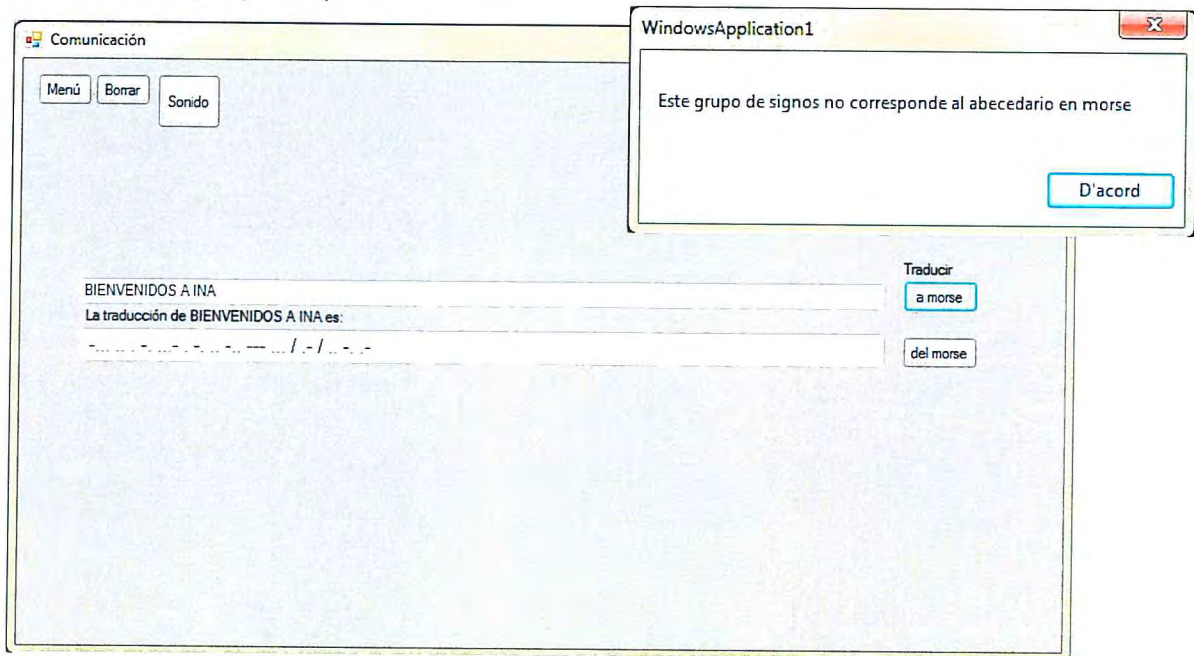 Comunicación
Menú
Borrar
Sonido
WindowsApplication1
Este grupo de signos no corresponde al abecedario en morse
D'acord
Traducir
BIENVENIDOS A INA
a morse
La traducción de BIENVENIDOS A INA es:
-... .. . -. ...- . -. .. -.. --- ... / .- / .. -. .-
del morse